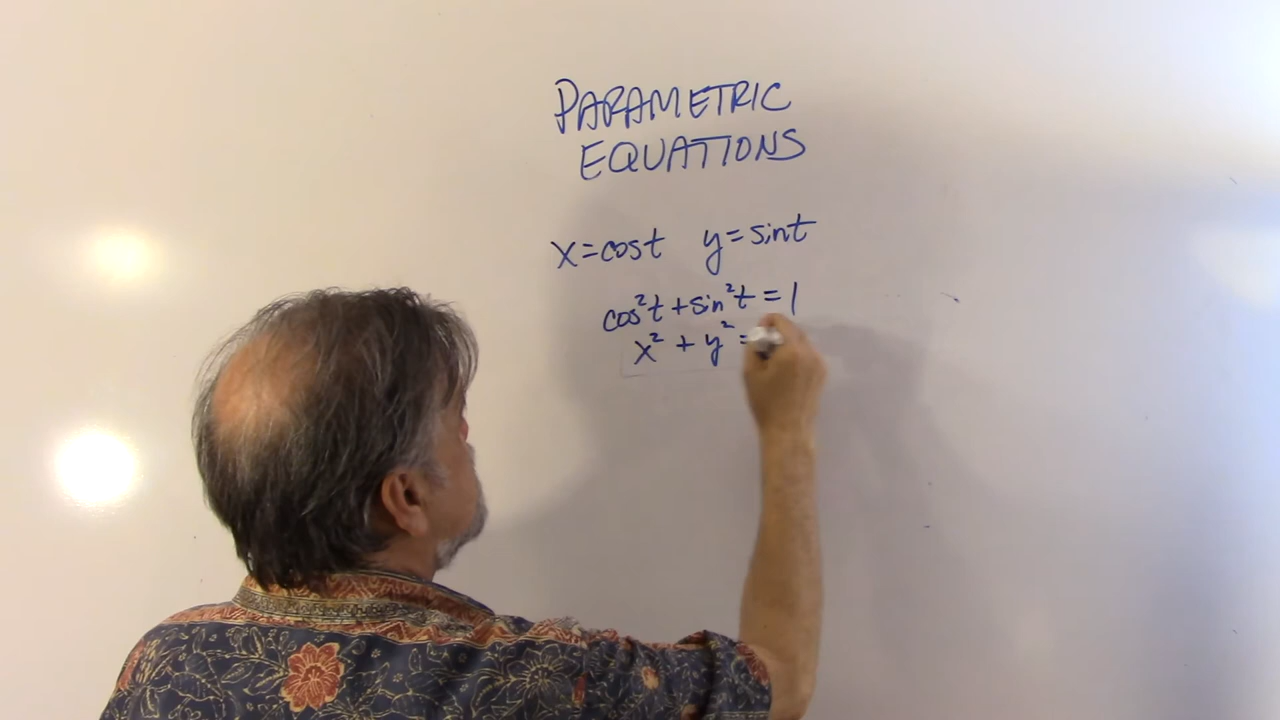 PARAMETRIC
EQUATIONS
x=cost y=sint
cos²t+sin²t=1
x²+y²=